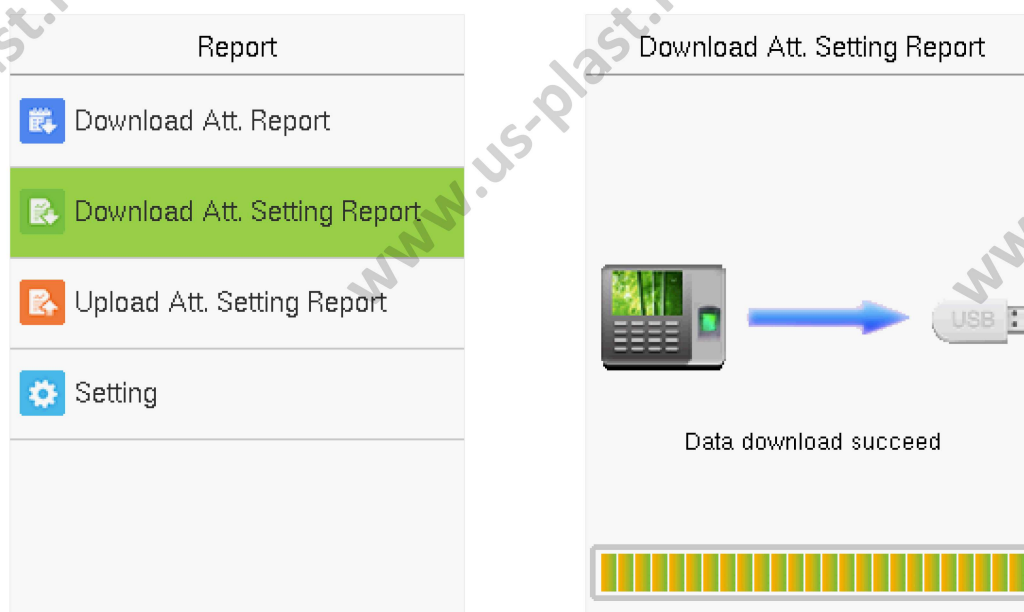 Report
Download Att. Report
Download Att. Setting Report
Upload Att. Setting Report
Setting
Download Att. Setting Report
USB
Data download succeed
www.us-plast